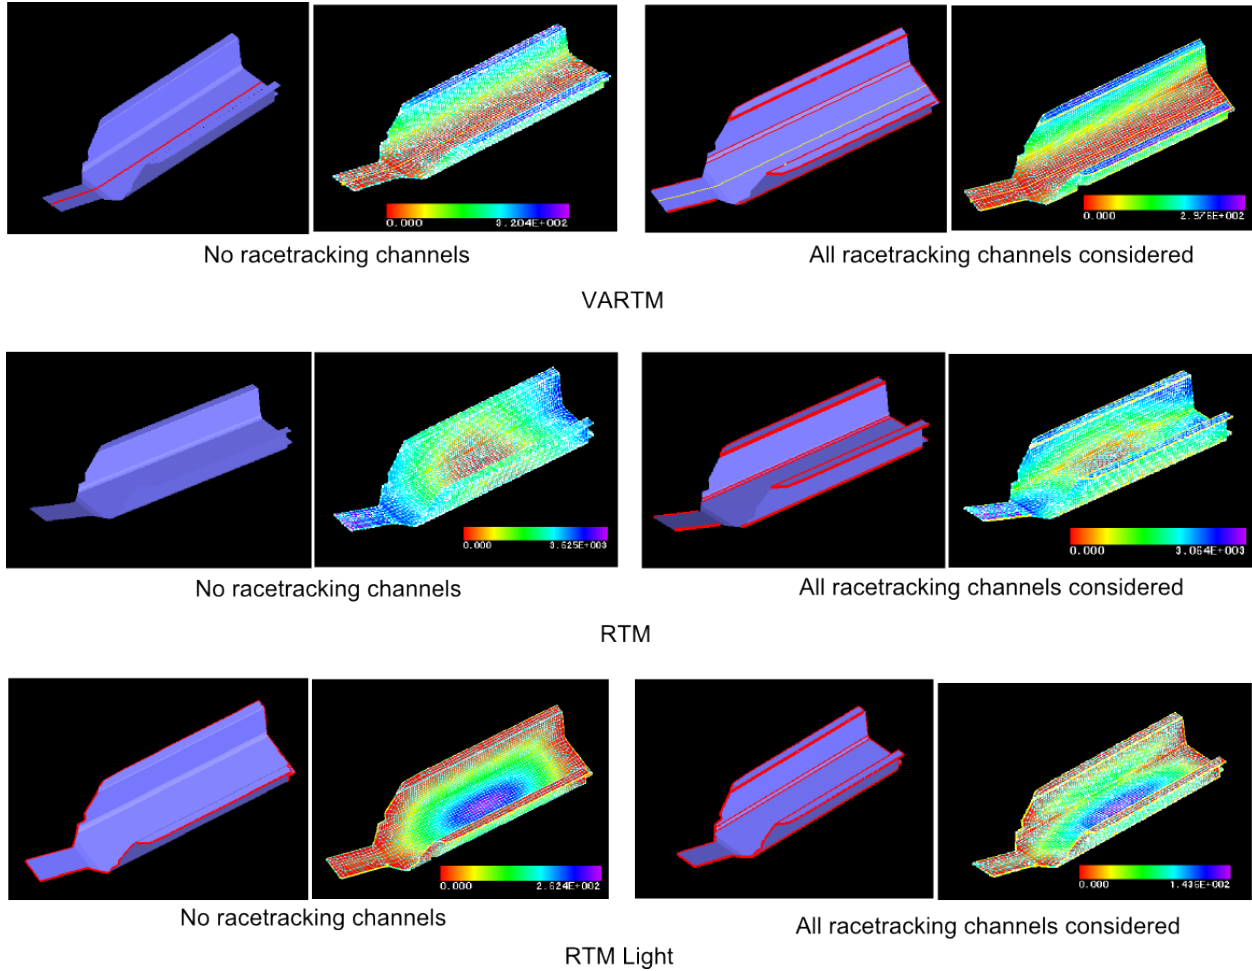 0.000 3.204E+002
0.000 2.976E+002
No racetracking channels
All racetracking channels considered
VARTM
0.000 3.625E+003
0.000 3.064E+003
No racetracking channels
All racetracking channels considered
RTM
0.000 2.624E+002
0.000 1.436E+002
No racetracking channels
All racetracking channels considered
RTM Light